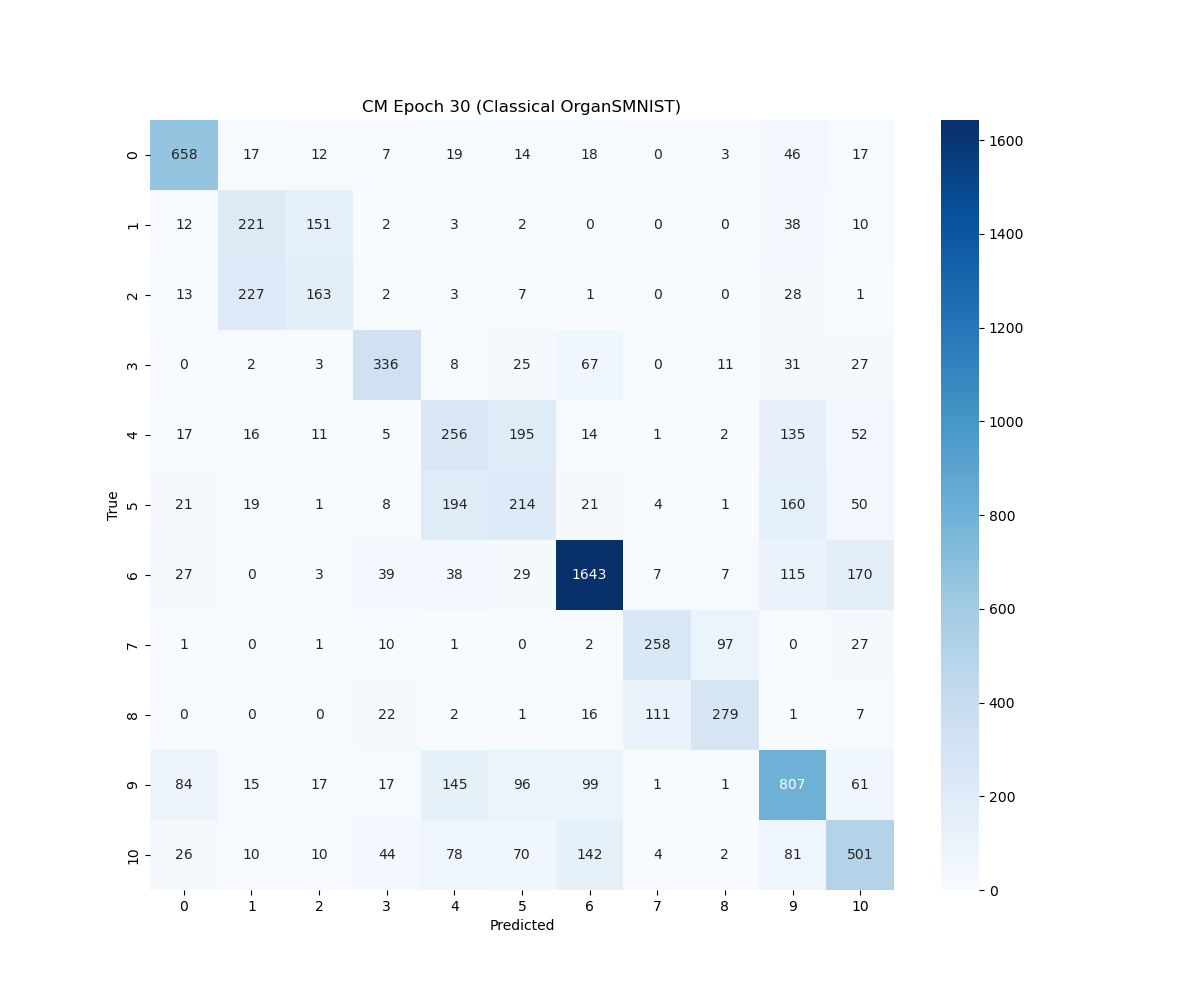 CM Epoch 30 (Classical OrganSMNIST)
0 658 17 12 7 19 14 18 0 3 46 17
1 12 221 151 2 3 2 0 0 0 38 10
2 13 227 163 2 3 7 1 0 0 28 1
3 0 2 3 336 8 25 67 0 11 31 27
4 17 16 11 5 256 195 14 1 2 135 52
5 21 19 1 8 194 214 21 4 1 160 50
6 27 0 3 39 38 29 1643 7 7 115 170
7 1 0 1 10 1 0 2 258 97 0 27
8 0 0 0 22 2 1 16 111 279 1 7
9 84 15 17 17 145 96 99 1 1 807 61
10 26 10 10 44 78 70 142 4 2 81 501
0 1 2 3 4 5 6 7 8 9 10
Predicted
True
1600
1400
1200
1000
800
600
400
200
0